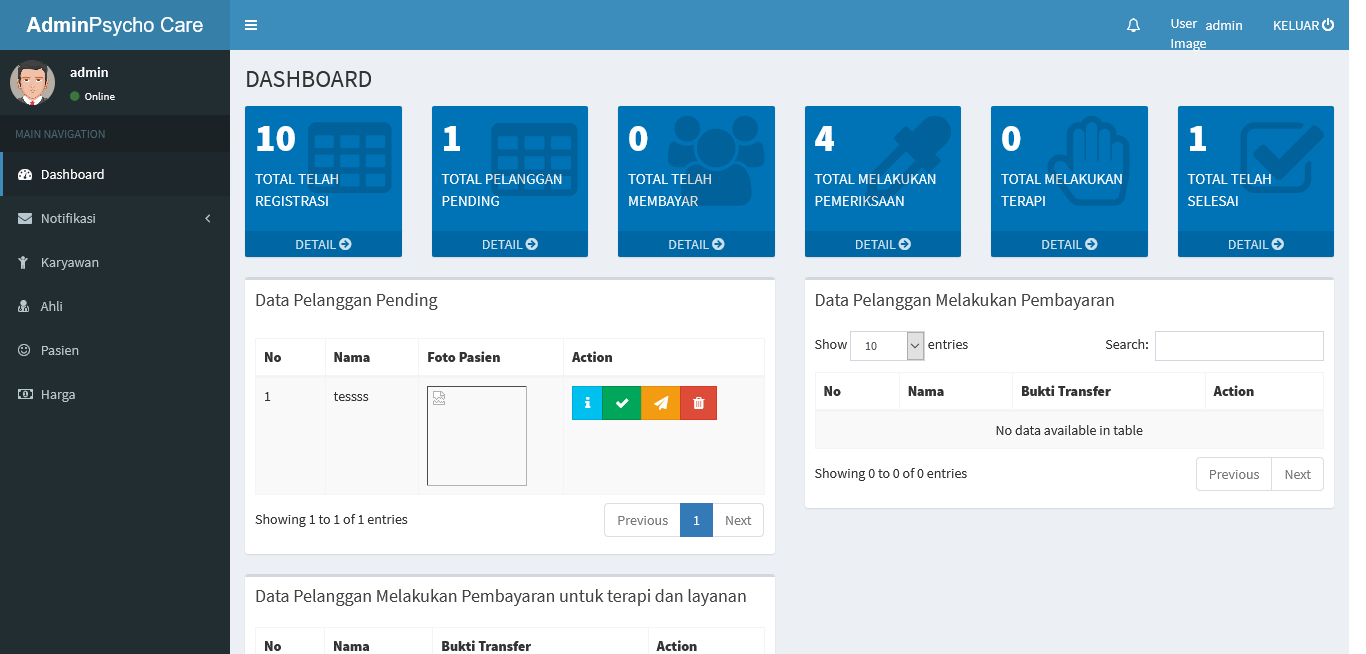 AdminPsycho Care
User Image
admin
KELUAR
admin
Online
MAIN NAVIGATION
Dashboard
Notifikasi
Karyawan
Ahli
Pasien
Harga
DASHBOARD
10
TOTAL TELAH
REGISTRASI
DETAIL
1
TOTAL PELANGGAN
PENDING
DETAIL
0
TOTAL TELAH
MEMBAYAR
DETAIL
4
TOTAL MELAKUKAN
PEMERIKSAAN
DETAIL
0
TOTAL MELAKUKAN
TERAPI
DETAIL
1
TOTAL TELAH
SELESAI
DETAIL
Data Pelanggan Pending
No Nama Foto Pasien Action
1 tessss
Showing 1 to 1 of 1 entries
Previous 1 Next
Data Pelanggan Melakukan Pembayaran
Show 10 entries Search:
No Nama Bukti Transfer Action
No data available in table
Showing 0 to 0 of 0 entries
Previous Next
Data Pelanggan Melakukan Pembayaran untuk terapi dan layanan
No Nama Bukti Transfer Action